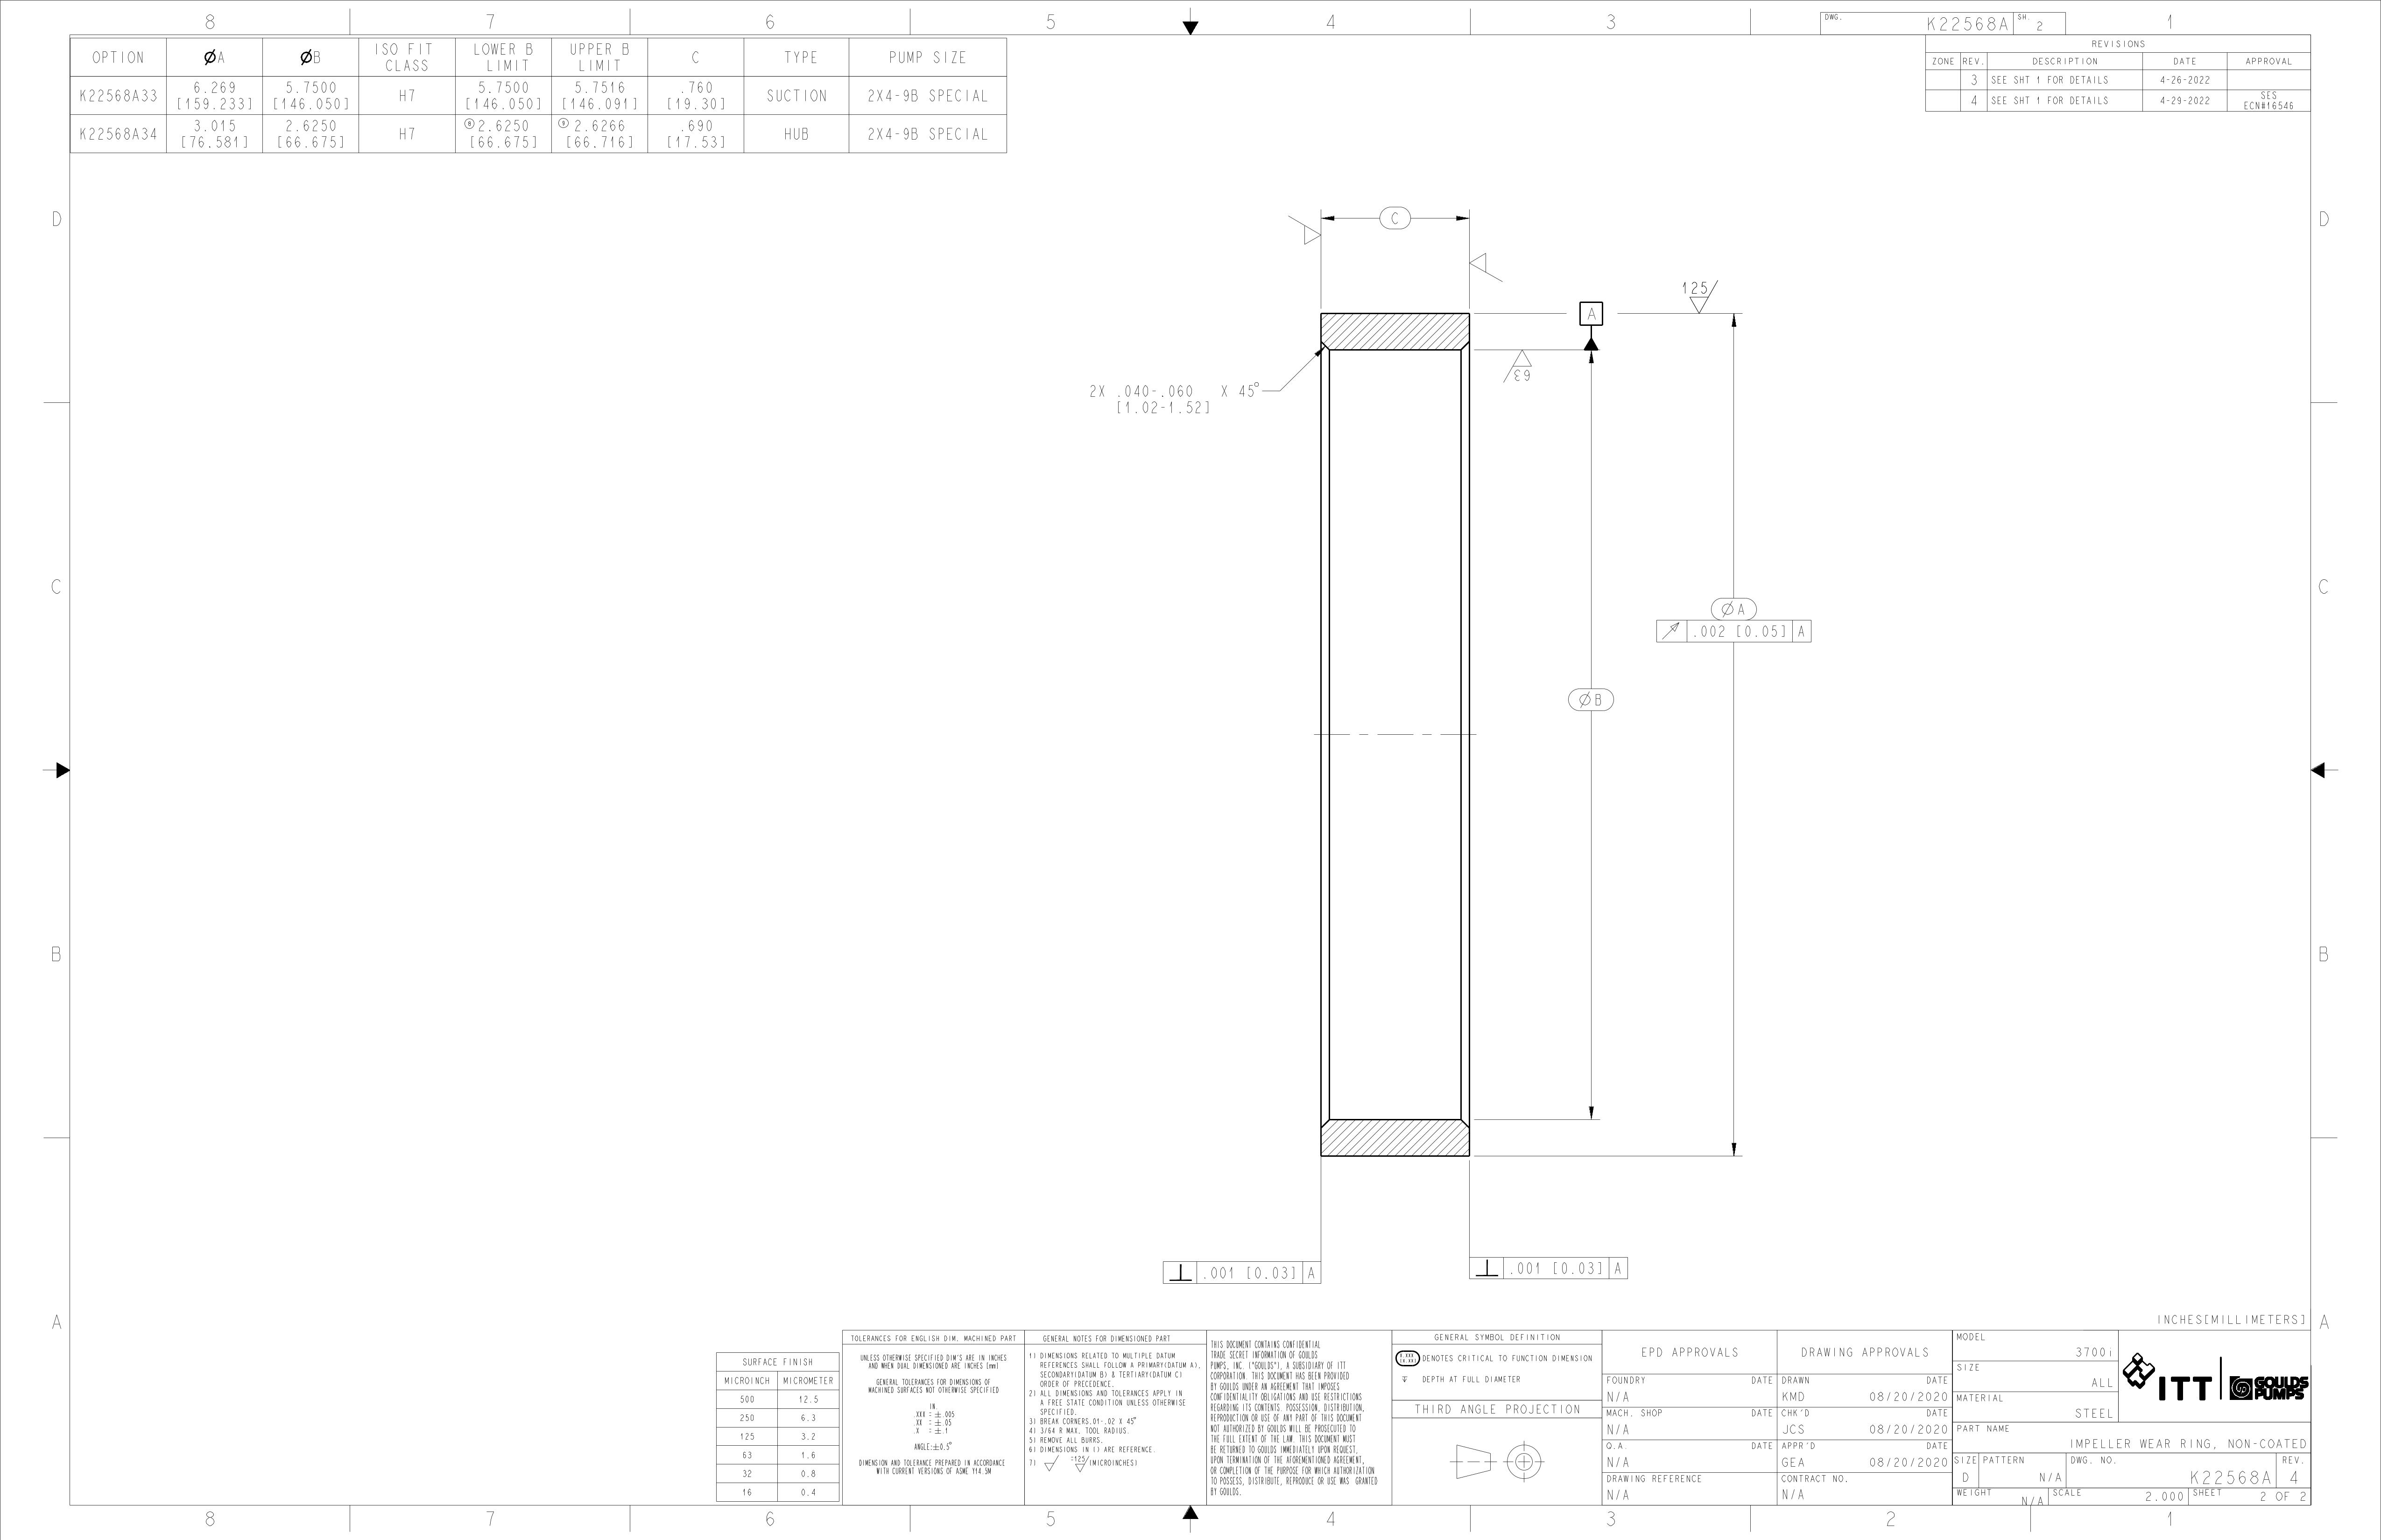 8 7 6 5 4 3 1
DWG. K22568A SH. 2
REVISIONS
ZONE REV. DESCRIPTION DATE APPROVAL
3 SEE SHT 1 FOR DETAILS 4-26-2022
4 SEE SHT 1 FOR DETAILS 4-29-2022 SES ECN#16546
OPTION ØA ØB ISO FIT CLASS LOWER B LIMIT UPPER B LIMIT C TYPE PUMP SIZE
K22568A33 6.269 [159.233] 5.7500 [146.050] H7 5.7500 [146.050] 5.7516 [146.091] .760 [19.30] SUCTION 2X4-9B SPECIAL
K22568A34 3.015 [76.581] 2.6250 [66.675] H7 2.6250 [66.675] 2.6266 [66.716] .690 [17.53] HUB 2X4-9B SPECIAL
D D
C
125
A
63
2X .040-.060 X 45°
[1.02-1.52]
C C
ØA
.002 [0.05] A
ØB
B B
⊥ .001 [0.03] A
⊥ .001 [0.03] A
A A
INCHES[MILLIMETERS]
SURFACE FINISH
MICROINCH MICROMETER
500 12.5
250 6.3
125 3.2
63 1.6
32 0.8
16 0.4
TOLERANCES FOR ENGLISH DIM. MACHINED PART
UNLESS OTHERWISE SPECIFIED DIM'S ARE IN INCHES
AND WHEN DUAL DIMENSIONED ARE INCHES [mm]
GENERAL TOLERANCES FOR DIMENSIONS OF
MACHINED SURFACES NOT OTHERWISE SPECIFIED
IN.
.XXX = ±.005
.XX = ±.05
.X = ±.1
ANGLE:±0.5°
DIMENSION AND TOLERANCE PREPARED IN ACCORDANCE
WITH CURRENT VERSIONS OF ASME Y14.5M
GENERAL NOTES FOR DIMENSIONED PART
1) DIMENSIONS RELATED TO MULTIPLE DATUM
REFERENCES SHALL FOLLOW A PRIMARY(DATUM A),
SECONDARY(DATUM B) & TERTIARY(DATUM C)
ORDER OF PRECEDENCE.
2) ALL DIMENSIONS AND TOLERANCES APPLY IN
A FREE STATE CONDITION UNLESS OTHERWISE
SPECIFIED.
3) BREAK CORNERS.01-.02 X 45°
4) 3/64 R MAX, TOOL RADIUS.
5) REMOVE ALL BURRS.
6) DIMENSIONS IN () ARE REFERENCE.
7) =125 (MICROINCHES)
THIS DOCUMENT CONTAINS CONFIDENTIAL
TRADE SECRET INFORMATION OF GOULDS
PUMPS, INC. ("GOULDS"), A SUBSIDIARY OF ITT
CORPORATION. THIS DOCUMENT HAS BEEN PROVIDED
BY GOULDS UNDER AN AGREEMENT THAT IMPOSES
CONFIDENTIALITY OBLIGATIONS AND USE RESTRICTIONS
REGARDING ITS CONTENTS. POSSESSION, DISTRIBUTION,
REPRODUCTION OR USE OF ANY PART OF THIS DOCUMENT
NOT AUTHORIZED BY GOULDS WILL BE PROSECUTED TO
THE FULL EXTENT OF THE LAW. THIS DOCUMENT MUST
BE RETURNED TO GOULDS IMMEDIATELY UPON REQUEST,
UPON TERMINATION OF THE AFOREMENTIONED AGREEMENT,
OR COMPLETION OF THE PURPOSE FOR WHICH AUTHORIZATION
TO POSSESS, DISTRIBUTE, REPRODUCE OR USE WAS GRANTED
BY GOULDS.
GENERAL SYMBOL DEFINITION
X.XXX [X.XX] DENOTES CRITICAL TO FUNCTION DIMENSION
DEPTH AT FULL DIAMETER
THIRD ANGLE PROJECTION
EPD APPROVALS
FOUNDRY DATE
N/A
MACH. SHOP DATE
N/A
Q.A. DATE
N/A
DRAWING REFERENCE
N/A
DRAWING APPROVALS
DRAWN DATE
KMD 08/20/2020
CHK'D DATE
JCS 08/20/2020
APPR'D DATE
GEA 08/20/2020
CONTRACT NO.
N/A
MODEL
3700i
SIZE
ALL
MATERIAL
STEEL
ITT GOULDS PUMPS
PART NAME
IMPELLER WEAR RING, NON-COATED
SIZE D PATTERN N/A DWG. NO. K22568A REV. 4
WEIGHT N/A SCALE 2.000 SHEET 2 OF 2
8 7 6 5 4 3 2 1